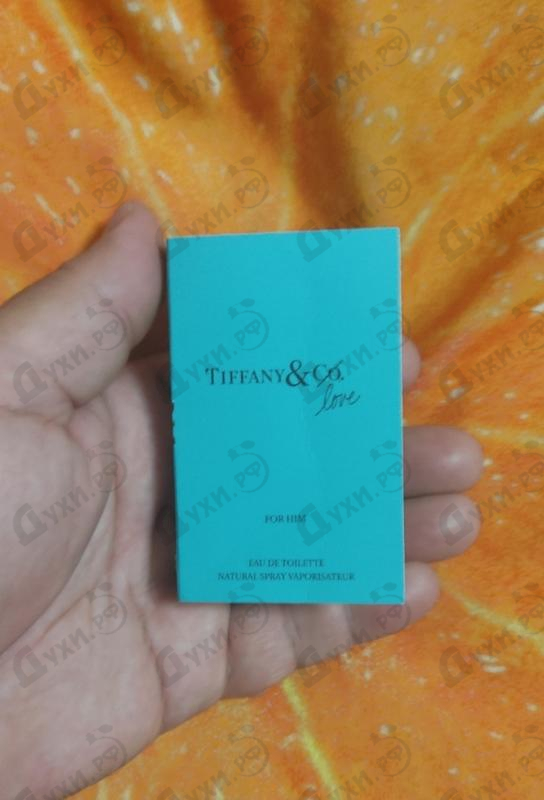 TIFFANY & CO.
love
FOR HIM
EAU DE TOILETTE
NATURAL SPRAY VAPORISATEUR
Духи.РФ